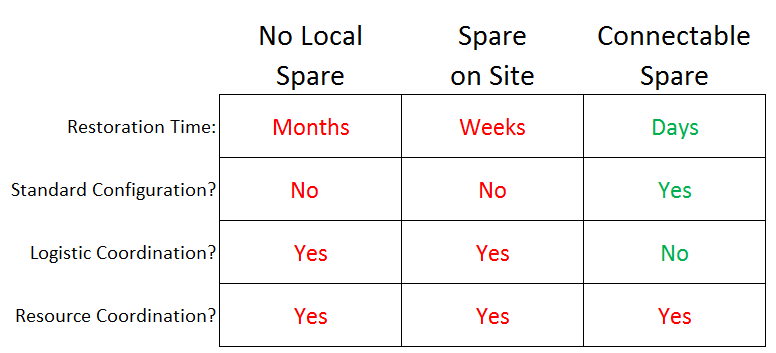 No Local Spare on Connectable
Spare on Site Spare
Restoration Time: Months Weeks Days
Standard Configuration? No No Yes
Logistic Coordination? Yes Yes No
Resource Coordination? Yes Yes Yes